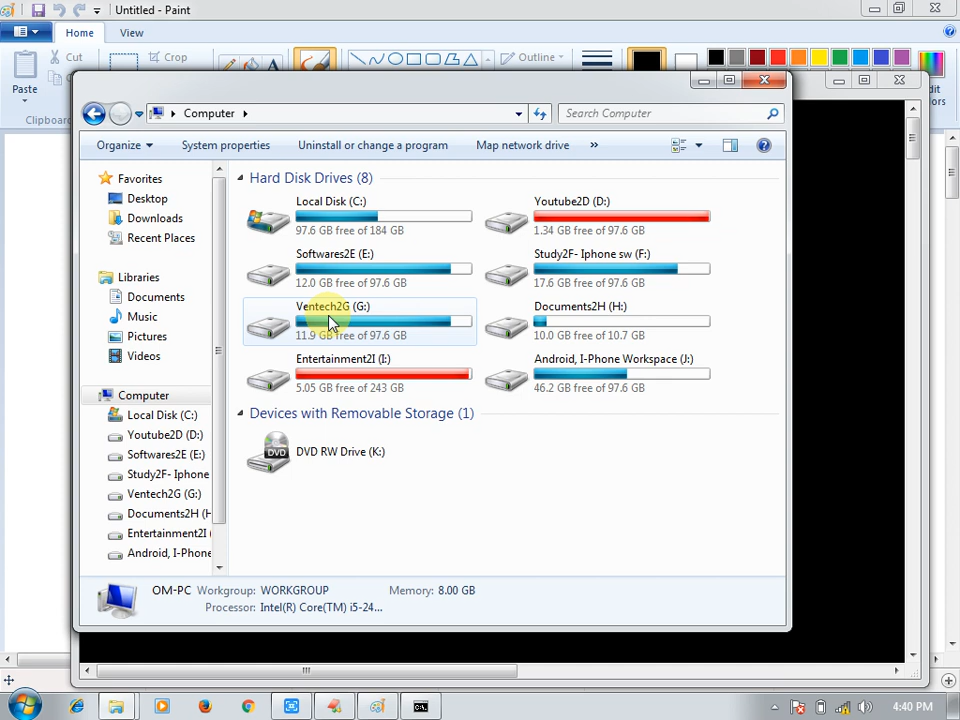 Untitled - Paint
Home View
Cut
Crop
Outline
Paste
Clipboar
dit
ors
Computer
Search Computer
Organize System properties Uninstall or change a program Map network drive »
Favorites
Desktop
Downloads
Recent Places
Libraries
Documents
Music
Pictures
Videos
Computer
Local Disk (C:)
Youtube2D (D:)
Softwares2E (E:)
Study2F- Iphone
Ventech2G (G:)
Documents2H (H
Entertainment2I (
Android, I-Phone
Hard Disk Drives (8)
Local Disk (C:)
97.6 GB free of 184 GB
Youtube2D (D:)
1.34 GB free of 97.6 GB
Softwares2E (E:)
12.0 GB free of 97.6 GB
Study2F- Iphone sw (F:)
17.6 GB free of 97.6 GB
Ventech2G (G:)
11.9 GB free of 97.6 GB
Documents2H (H:)
10.0 GB free of 10.7 GB
Entertainment2I (I:)
5.05 GB free of 243 GB
Android, I-Phone Workspace (J:)
46.2 GB free of 97.6 GB
Devices with Removable Storage (1)
DVD
DVD RW Drive (K:)
OM-PC Workgroup: WORKGROUP Memory: 8.00 GB
Processor: Intel(R) Core(TM) i5-24...
4:40 PM